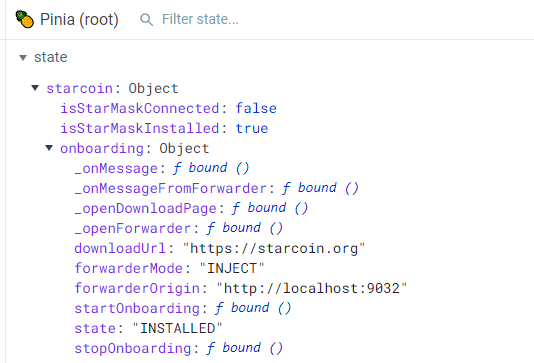 Pinia (root) Filter state...
state
starcoin: Object
isStarMaskConnected: false
isStarMaskInstalled: true
onboarding: Object
_onMessage: ƒ bound ()
_onMessageFromForwarder: ƒ bound ()
_openDownloadPage: ƒ bound ()
_openForwarder: ƒ bound ()
downloadUrl: "https://starcoin.org"
forwarderMode: "INJECT"
forwarderOrigin: "http://localhost:9032"
startOnboarding: ƒ bound ()
state: "INSTALLED"
stopOnboarding: ƒ bound ()